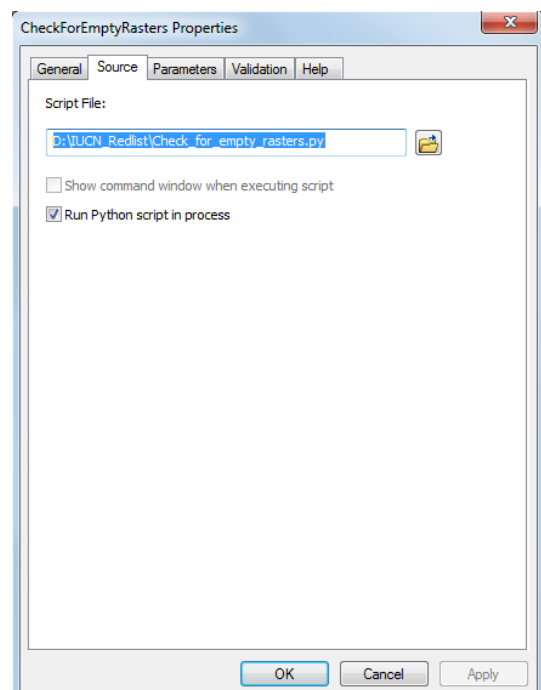 CheckForEmptyRasters Properties
X
General Source Parameters Validation Help
Script File:
D:\IUCN_Redlist\Check_for_empty_rasters.py
Show command window when executing script
Run Python script in process
OK Cancel Apply